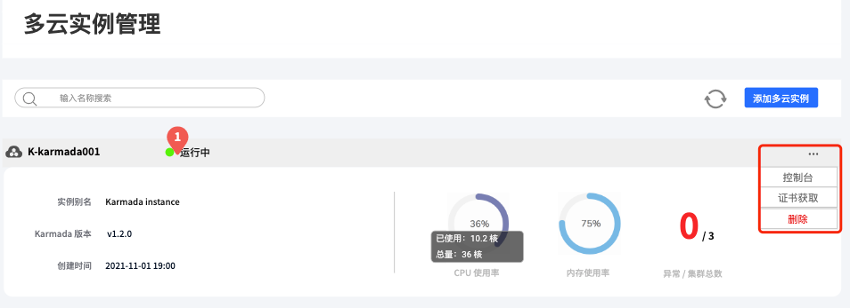 多云实例管理
输入名称搜索
添加多云实例
K-karmada001
1
运行中
...
控制台
证书获取
删除
实例别名 Karmada instance
Karmada 版本 v1.2.0
创建时间 2021-11-01 19:00
36%
已使用：10.2 核
总量：36 核
CPU 使用率
75%
内存使用率
0 / 3
异常 / 集群总数